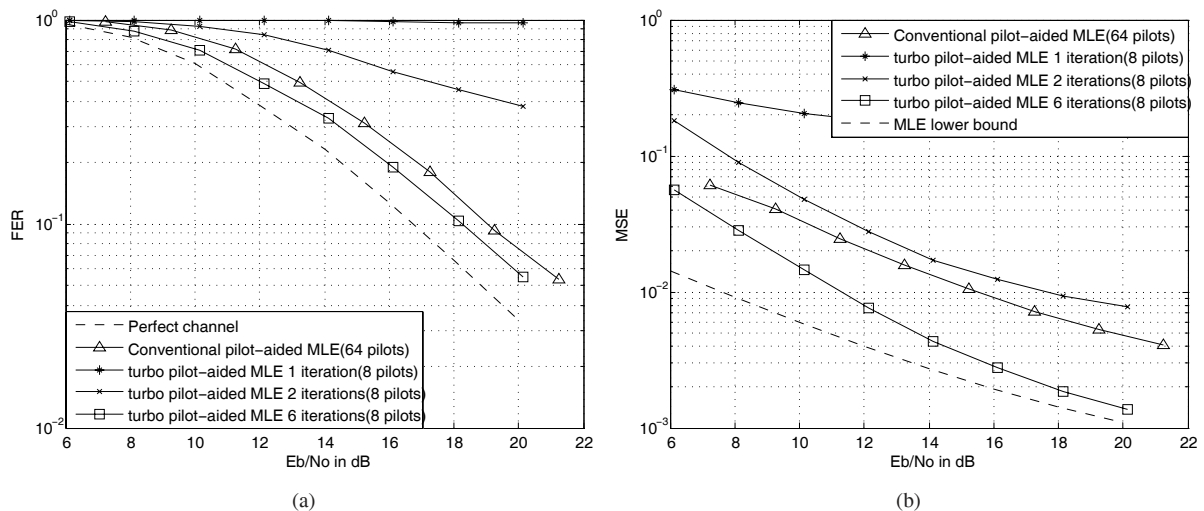 10^0
10^-1
10^-2
FER
6 8 10 12 14 16 18 20 22
Eb/No in dB
Perfect channel
Conventional pilot-aided MLE(64 pilots)
turbo pilot-aided MLE 1 iteration(8 pilots)
turbo pilot-aided MLE 2 iterations(8 pilots)
turbo pilot-aided MLE 6 iterations(8 pilots)
(a)
10^0
10^-1
10^-2
10^-3
MSE
6 8 10 12 14 16 18 20 22
Eb/No in dB
Conventional pilot-aided MLE(64 pilots)
turbo pilot-aided MLE 1 iteration(8 pilots)
turbo pilot-aided MLE 2 iterations(8 pilots)
turbo pilot-aided MLE 6 iterations(8 pilots)
MLE lower bound
(b)